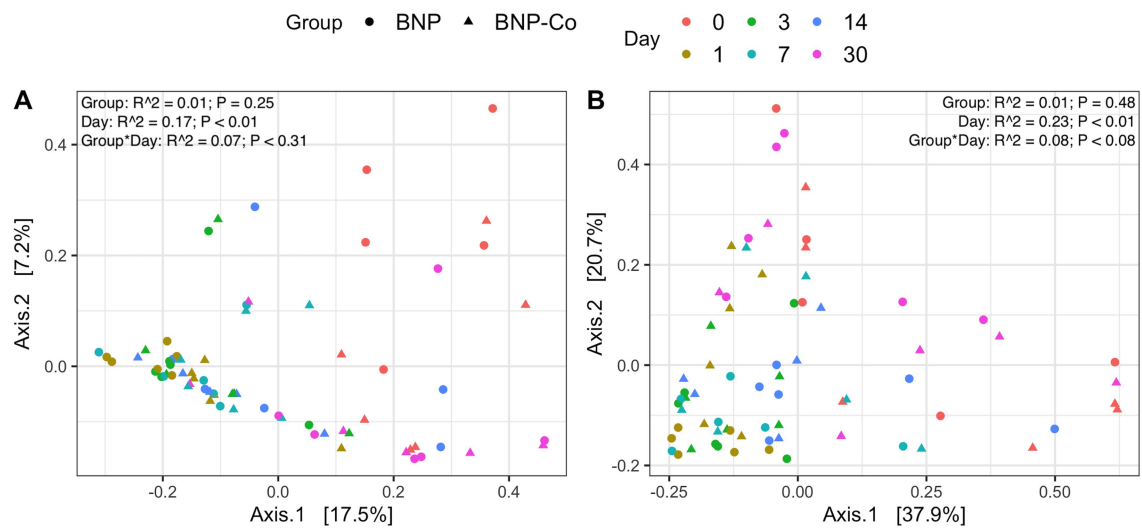 Group BNP BNP-Co
Day 0 3 14
1 7 30
A
Group: R^2 = 0.01; P = 0.25
Day: R^2 = 0.17; P < 0.01
Group*Day: R^2 = 0.07; P < 0.31
0.4
0.2
0.0
Axis.2 [7.2%]
-0.2 0.0 0.2 0.4
Axis.1 [17.5%]
B
Group: R^2 = 0.01; P = 0.48
Day: R^2 = 0.23; P < 0.01
Group*Day: R^2 = 0.08; P < 0.08
0.4
0.2
0.0
-0.2
Axis.2 [20.7%]
-0.25 0.00 0.25 0.50
Axis.1 [37.9%]